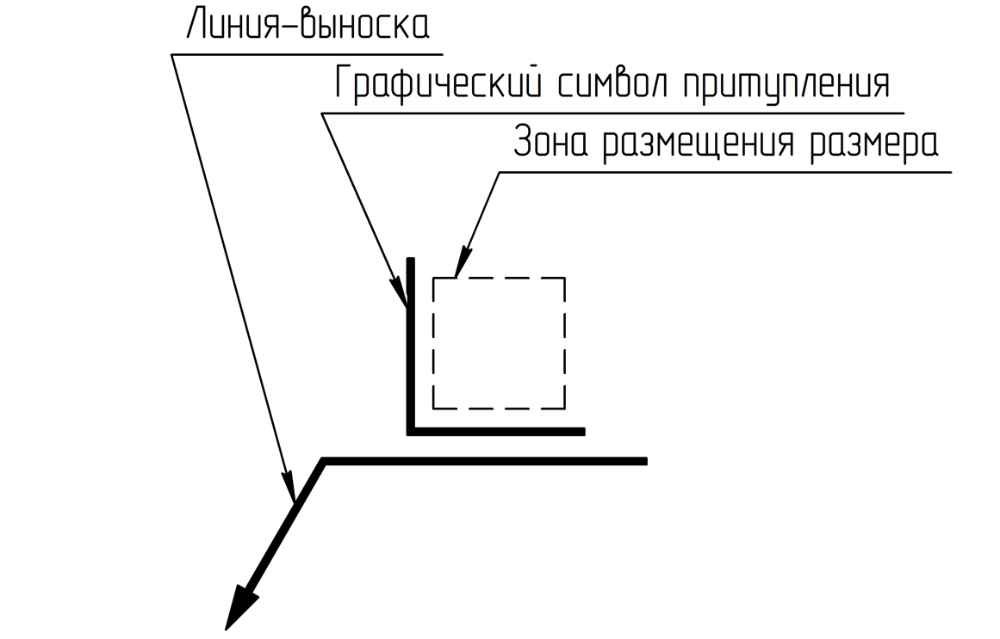 Линия-выноска
Графический символ притупления
Зона размещения размера